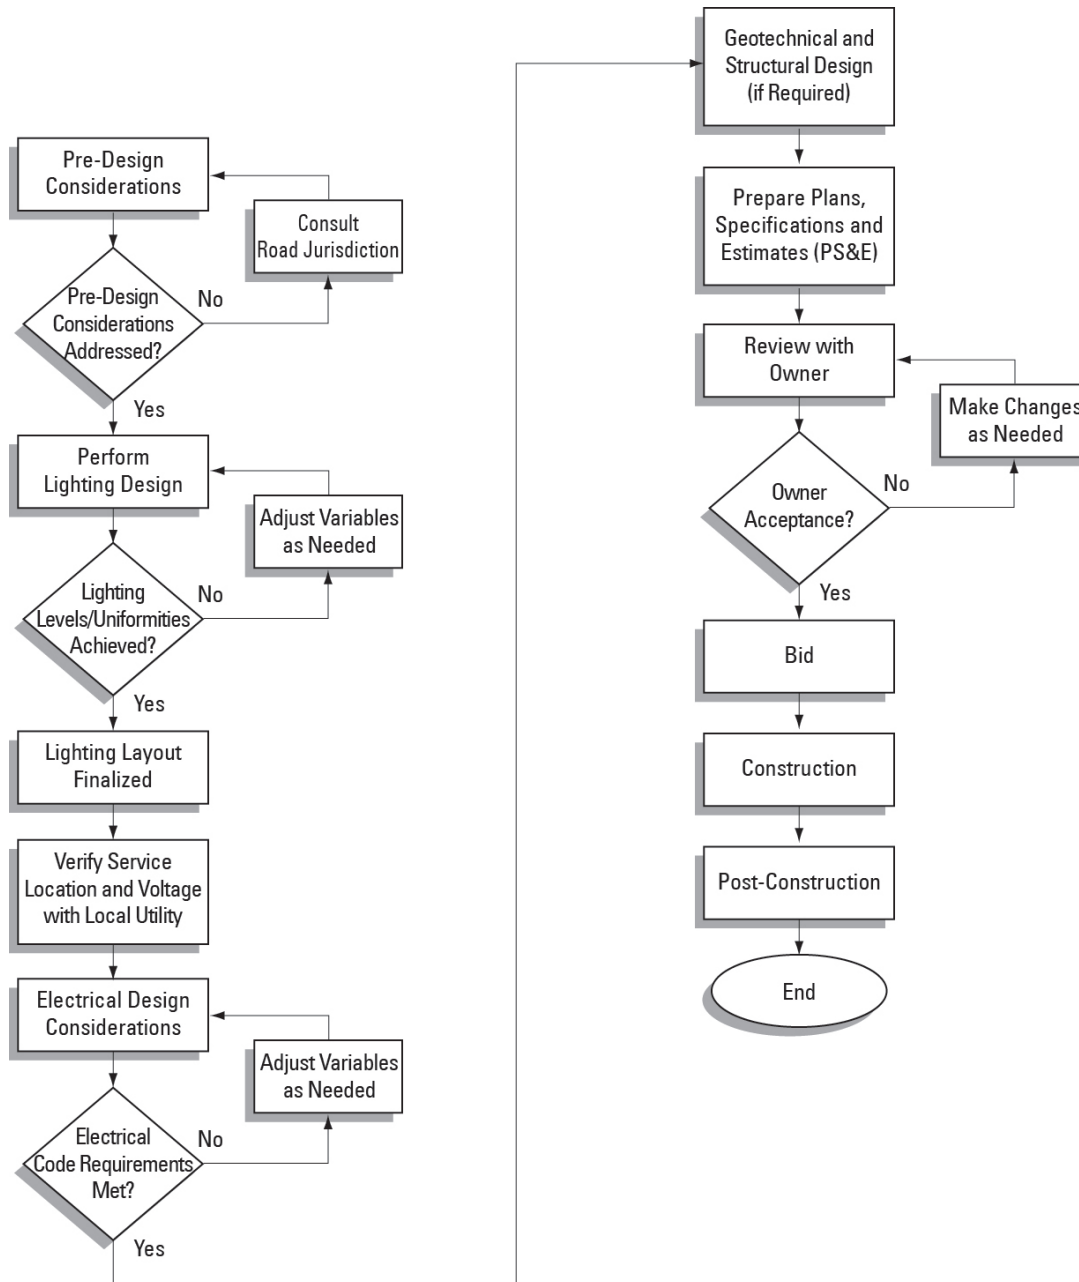 Pre-Design
Considerations
Consult
Road Jurisdiction
Pre-Design
Considerations
Addressed?
No
Yes
Perform
Lighting Design
Adjust Variables
as Needed
Lighting
Levels/Uniformities
Achieved?
No
Yes
Lighting Layout
Finalized
Verify Service
Location and Voltage
with Local Utility
Electrical Design
Considerations
Adjust Variables
as Needed
Electrical
Code Requirements
Met?
No
Yes
Geotechnical and
Structural Design
(if Required)
Prepare Plans,
Specifications and
Estimates (PS&E)
Review with
Owner
Make Changes
as Needed
Owner
Acceptance?
No
Yes
Bid
Construction
Post-Construction
End